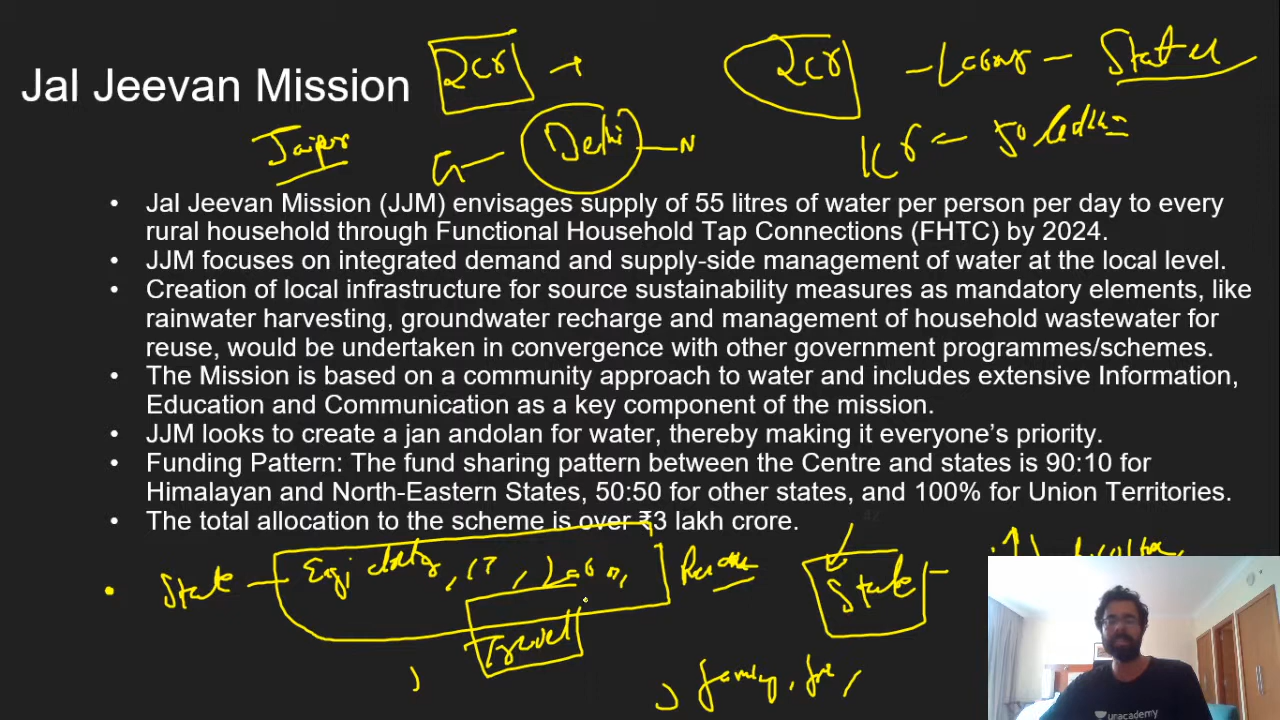 2cr
2cr
States
Jal Jeevan Mission
Jaipur
Delhi
N
• Jal Jeevan Mission (JJM) envisages supply of 55 litres of water per person per day to every
rural household through Functional Household Tap Connections (FHTC) by 2024.
• JJM focuses on integrated demand and supply-side management of water at the local level.
• Creation of local infrastructure for source sustainability measures as mandatory elements, like
rainwater harvesting, groundwater recharge and management of household wastewater for
reuse, would be undertaken in convergence with other government programmes/schemes.
• The Mission is based on a community approach to water and includes extensive Information,
Education and Communication as a key component of the mission.
• JJM looks to create a jan andolan for water, thereby making it everyone’s priority.
• Funding Pattern: The fund sharing pattern between the Centre and states is 90:10 for
Himalayan and North-Eastern States, 50:50 for other states, and 100% for Union Territories.
• The total allocation to the scheme is over ₹3 lakh crore.
State
State
Travel
unacademy